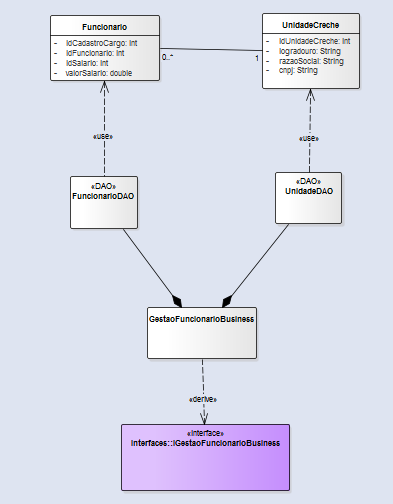 Funcionario
- idCadastroCargo: int
- idFuncionario: int
- idSalario: int
- valorSalario: double
UnidadeCreche
- idUnidadeCreche: int
- logradouro: String
- razaoSocial: String
- cnpj: String
0..*
1
«use»
«use»
«DAO»
FuncionarioDAO
«DAO»
UnidadeDAO
GestaoFuncionarioBusiness
«derive»
«interface»
Interfaces::IGestaoFuncionarioBusiness